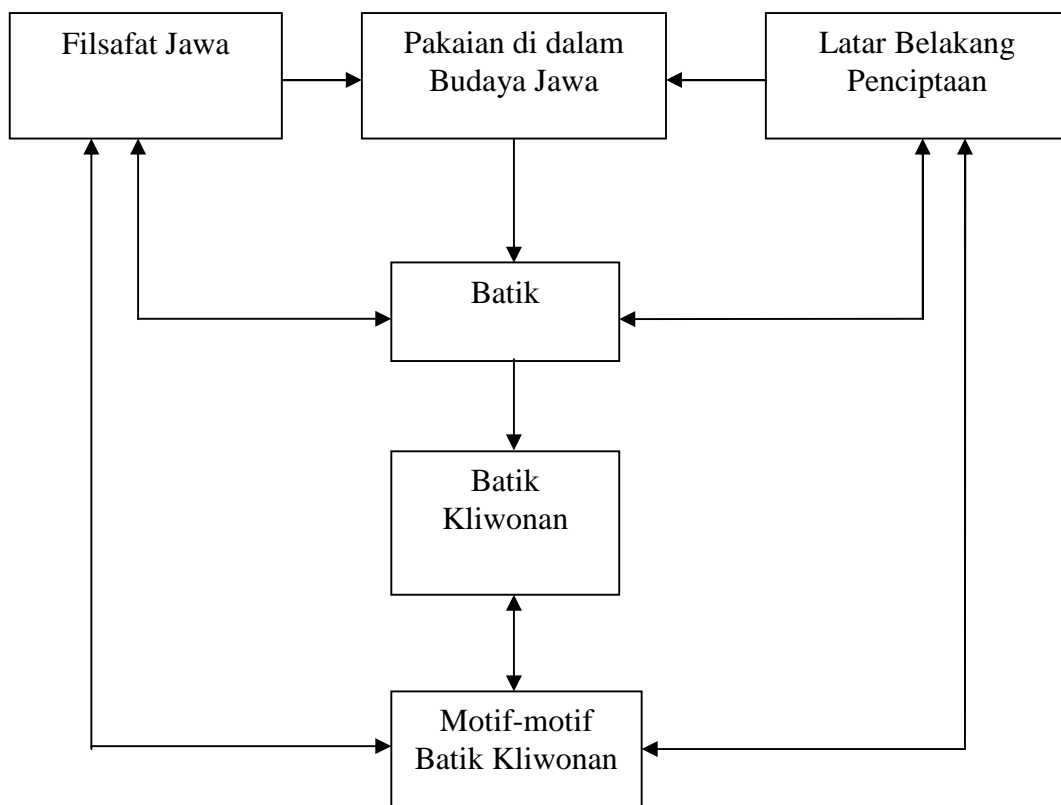 Filsafat Jawa
Pakaian di dalam
Budaya Jawa
Latar Belakang
Penciptaan
Batik
Batik
Kliwonan
Motif-motif
Batik Kliwonan